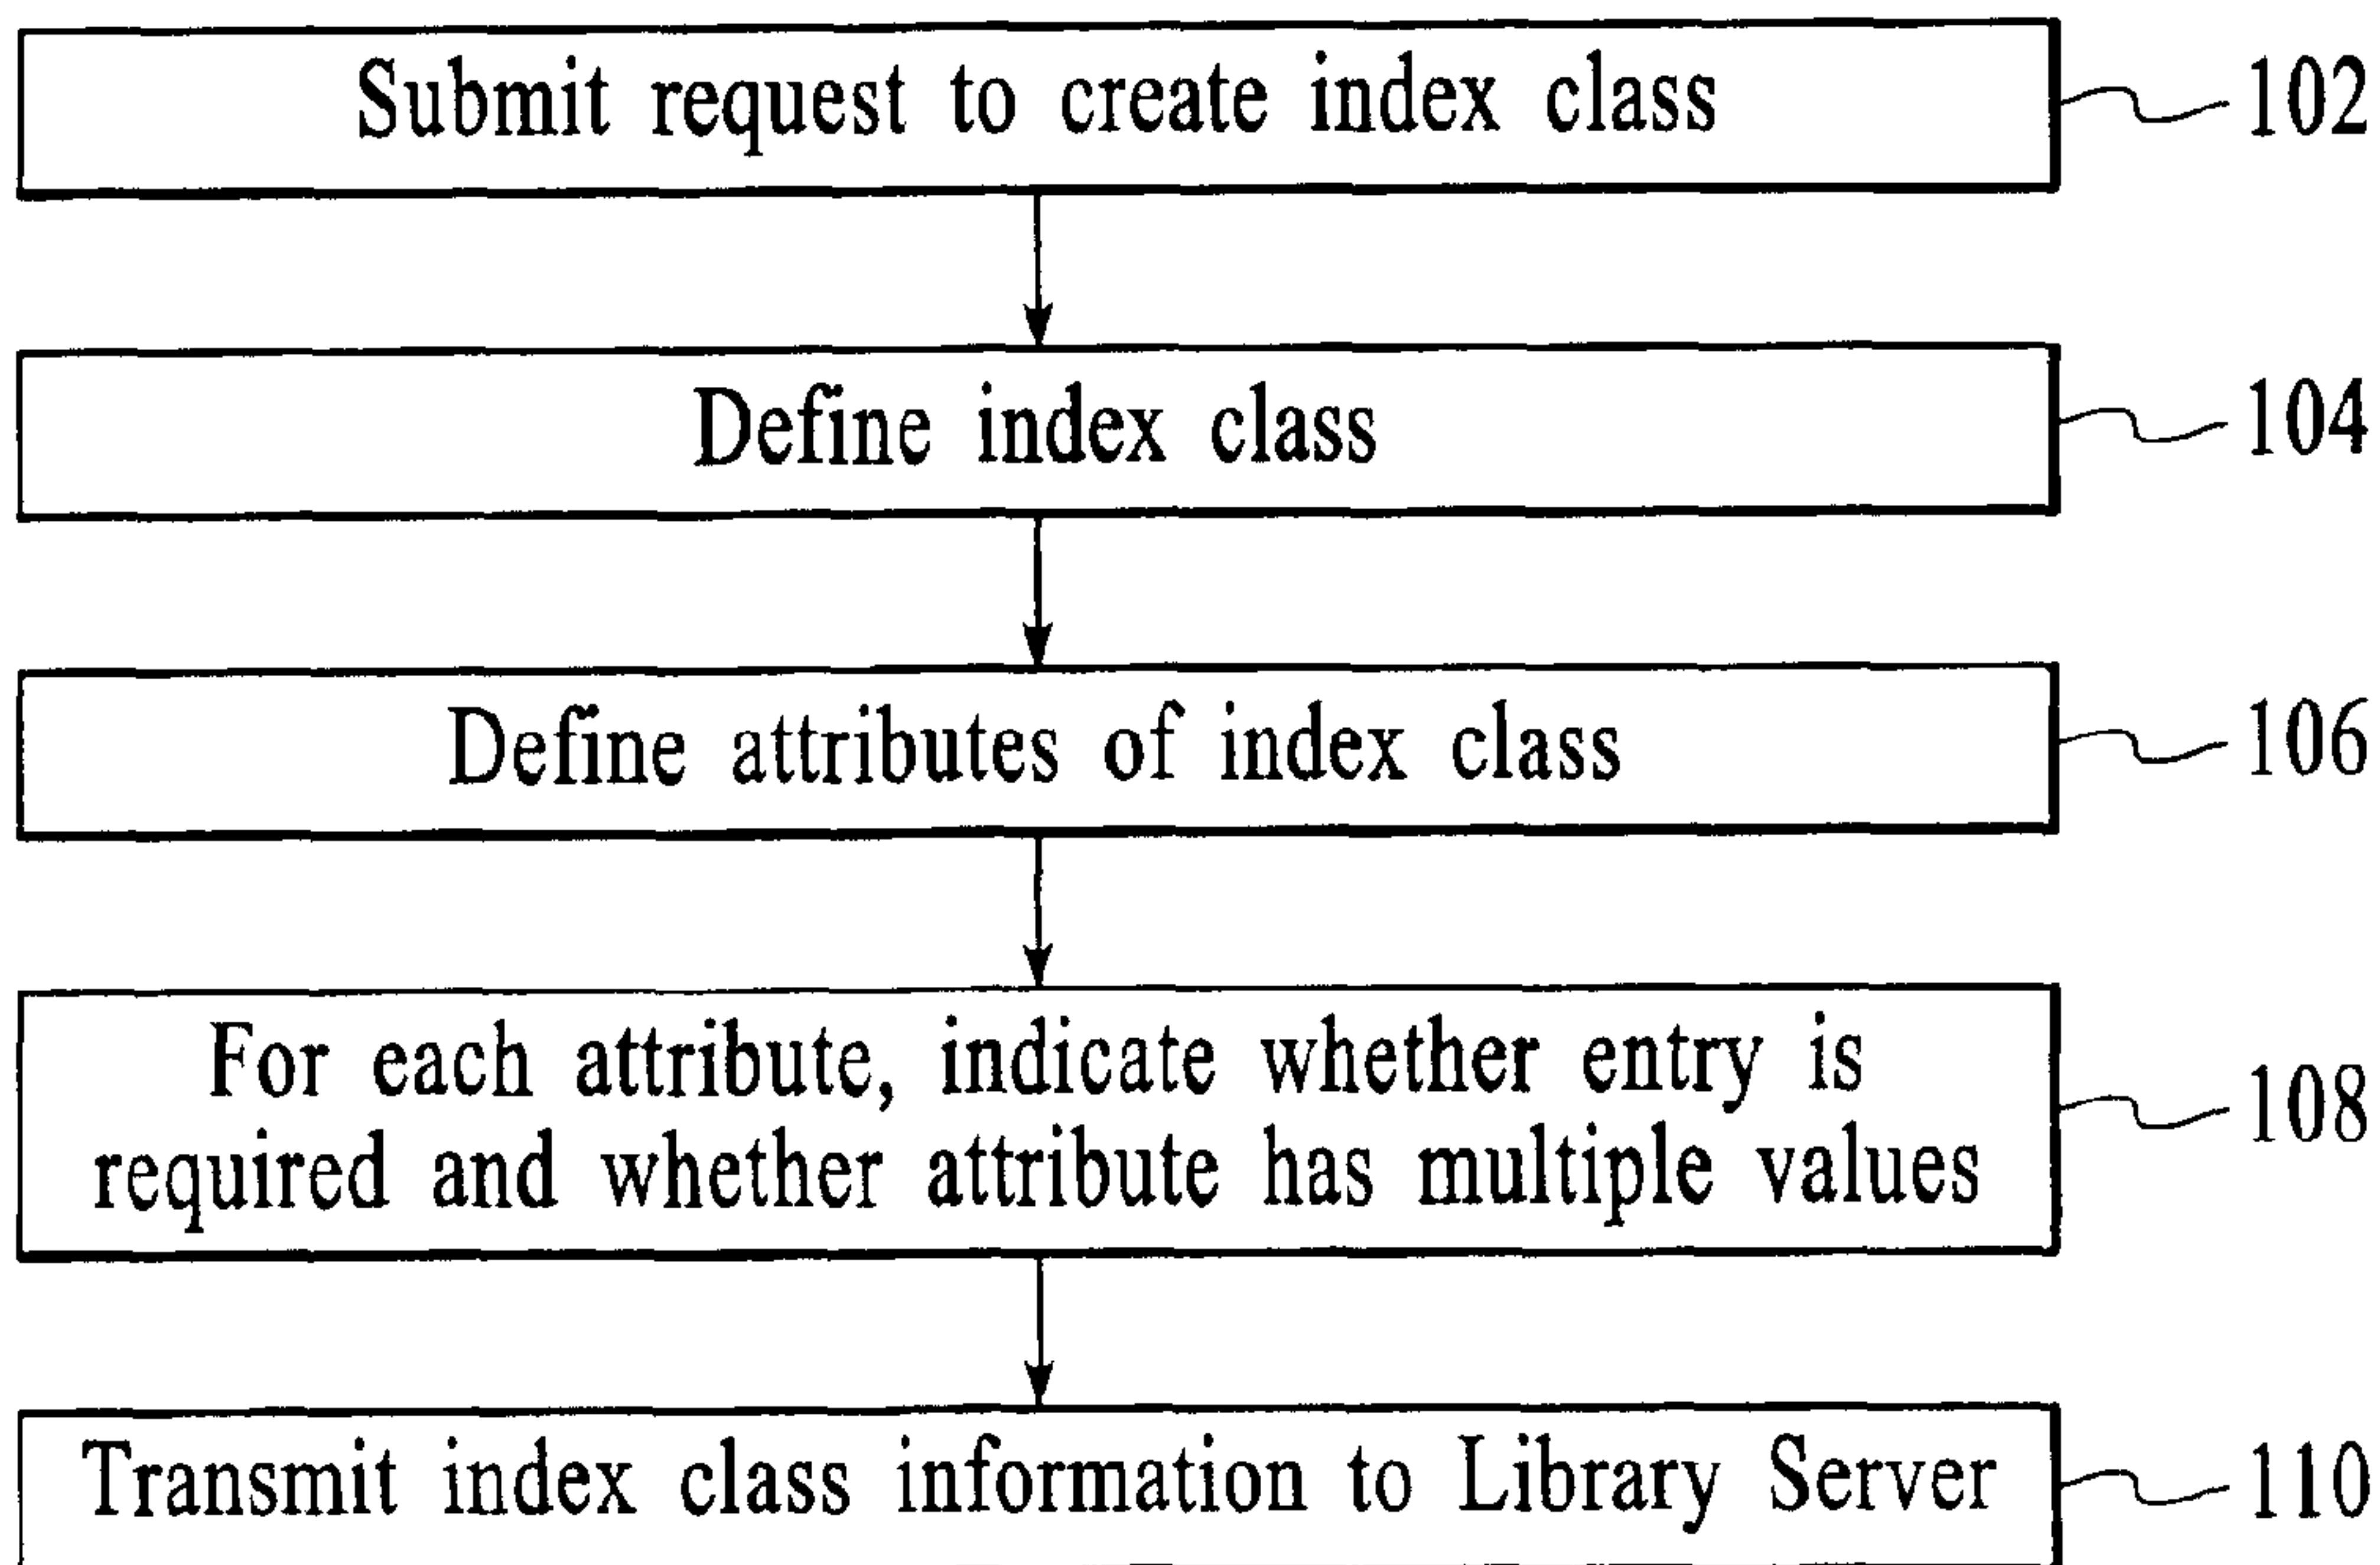 Submit request to create index class
102
Define index class
104
Define attributes of index class
106
For each attribute, indicate whether entry is
required and whether attribute has multiple values
108
Transmit index class information to Library Server
110